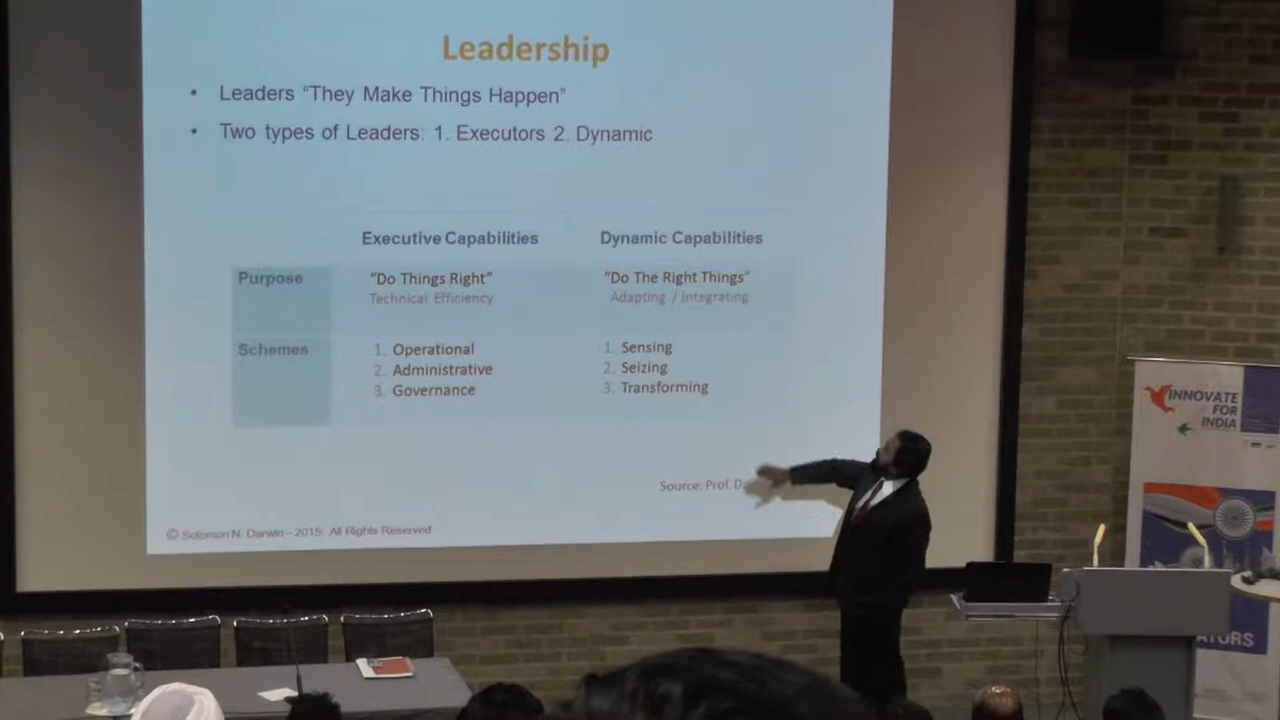 Leadership
• Leaders “They Make Things Happen”
• Two types of Leaders: 1. Executors 2. Dynamic
Executive Capabilities Dynamic Capabilities
Purpose “Do Things Right” “Do The Right Things”
Technical Efficiency Adapting / Integrating
Schemes 1. Operational 1. Sensing
2. Administrative 2. Seizing
3. Governance 3. Transforming
Source: Prof.
© Solomon N. Darwin – 2015. All Rights Reserved
INNOVATE
FOR
INDIA